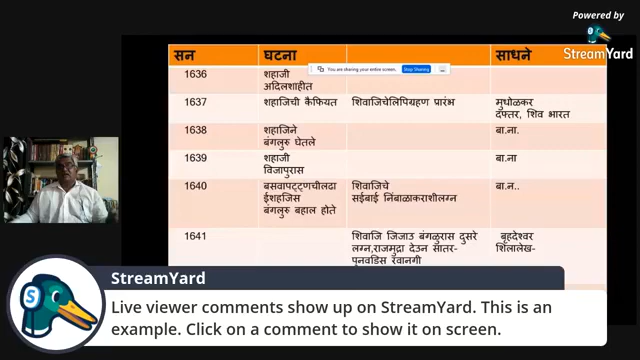 Powered by
StreamYard
सन घटना साधने
You are sharing your entire screen. Stop Sharing
1636 शहाजी
अदिलशाहीत
1637 शहाजिची कैफियत शिवाजिचेलिपिग्रहण प्रारंभ मुधोळकर
दफ्तर, शिव भारत
1638 शहाजिने बा.ना.
बंगलुरु घेतले
1639 शहाजी बा.ना
विजापुरास
1640 बसवापट्ट्णचीलढा शिवाजिचे बा.न..
ईशहजिस सईबाई निंबाळाकराशीलग्न
बंगलुरु बहाल होते
1641 शिवाजि जिजाउ बंगळुरास दुसरे बृहदेश्वर
लग्न,राजमुद्रा देउन सातर- शिलालेख-
पुनवडिस रवानगी
StreamYard
Live viewer comments show up on StreamYard. This is an
example. Click on a comment to show it on screen.